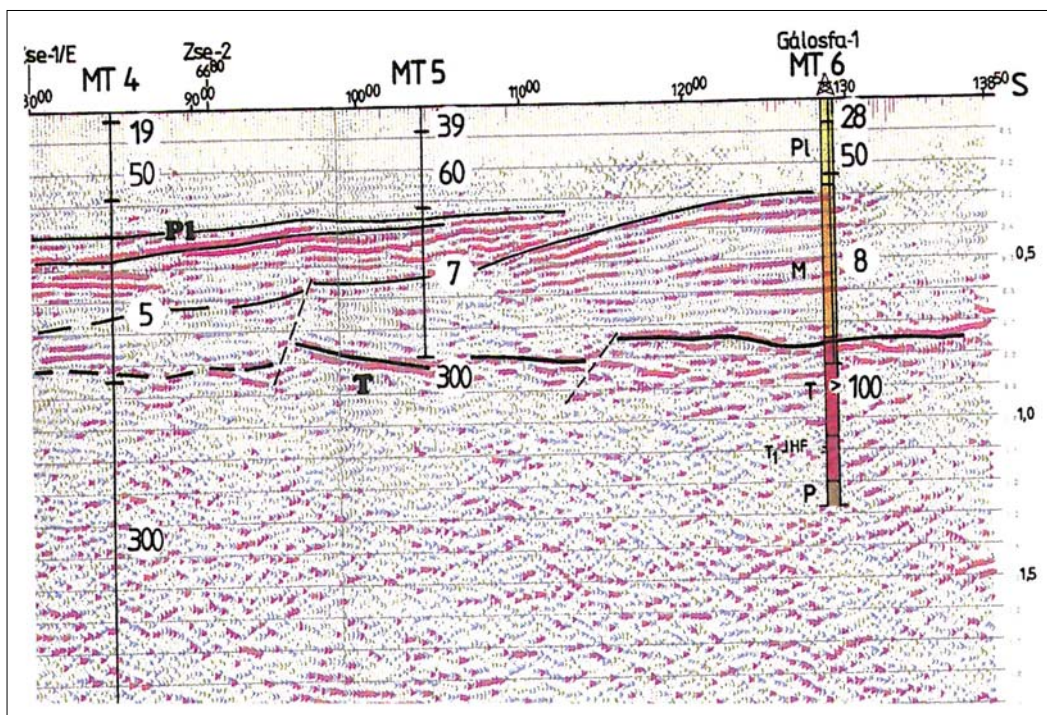 Gálosfa-1
Zse-1/E Zse-2
MT 4 66⁸⁰ MT 5 MT 6
90⁰⁰ 100⁰⁰ 110⁰⁰ 120⁰⁰ 130 138⁵⁰ S
19 39 28
Pl
50 60 50
Pl
0,5
7 M 8
5
300
T T > 100
1,0
T₁ JHF
P
300
1,5